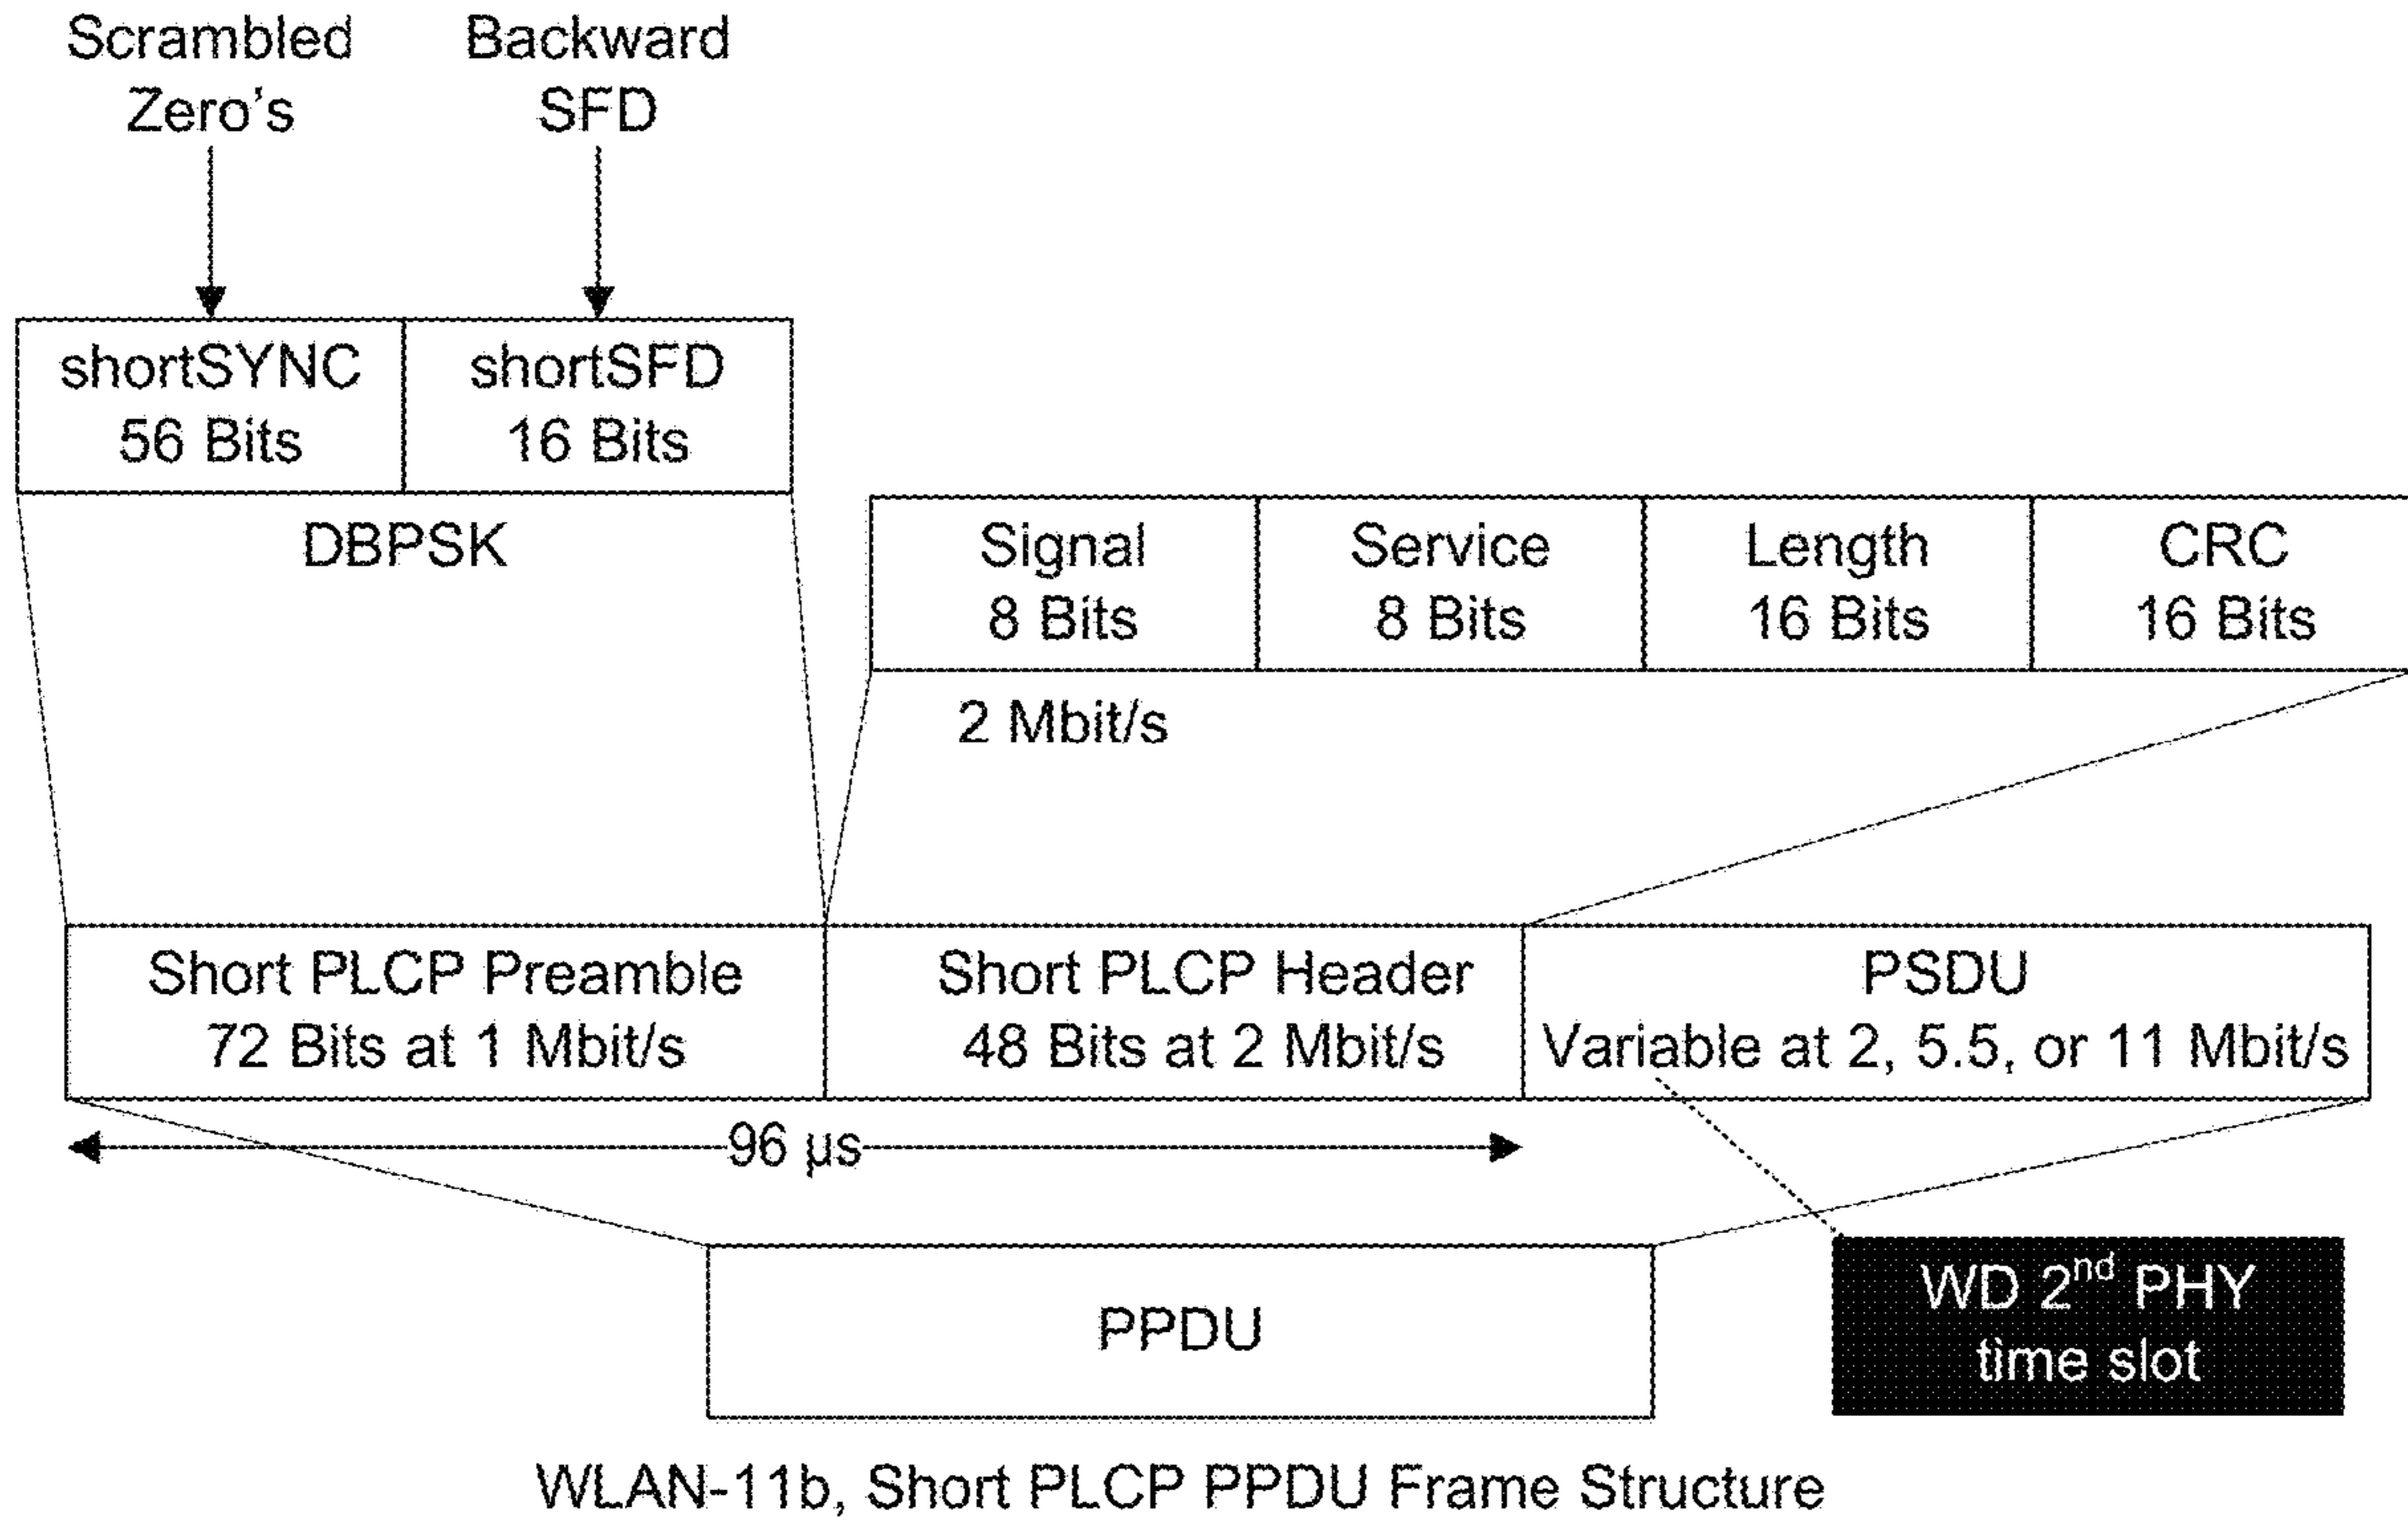 Scrambled
Zero's
Backward
SFD
shortSYNC
56 Bits
shortSFD
16 Bits
DBPSK
Signal
8 Bits
Service
8 Bits
Length
16 Bits
CRC
16 Bits
2 Mbit/s
Short PLCP Preamble
72 Bits at 1 Mbit/s
Short PLCP Header
48 Bits at 2 Mbit/s
PSDU
Variable at 2, 5.5, or 11 Mbit/s
96 µs
PPDU
WD 2nd PHY
time slot
WLAN-11b, Short PLCP PPDU Frame Structure